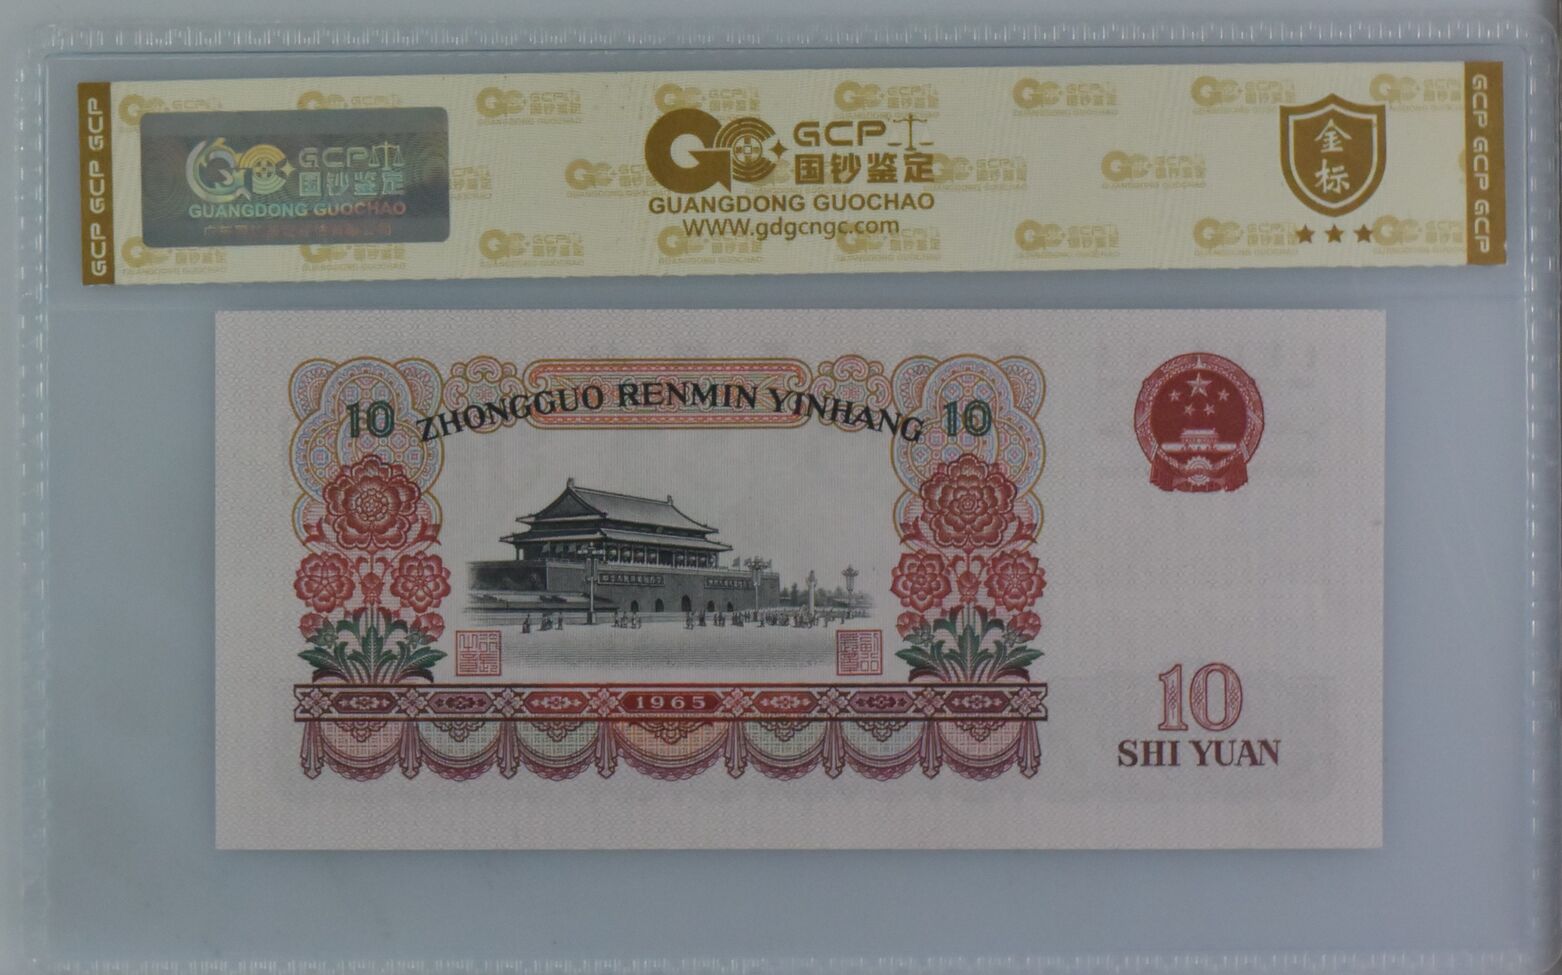 GCP GCP GCP
GCP
国钞鉴定
GUANGDONG GUOCHAO
GCP
国钞鉴定
GUANGDONG GUOCHAO
WWW.gdgcngc.com
金标
GCP GCP GCP
10 ZHONGGUO RENMIN YINHANG 10
1965
10
SHI YUAN